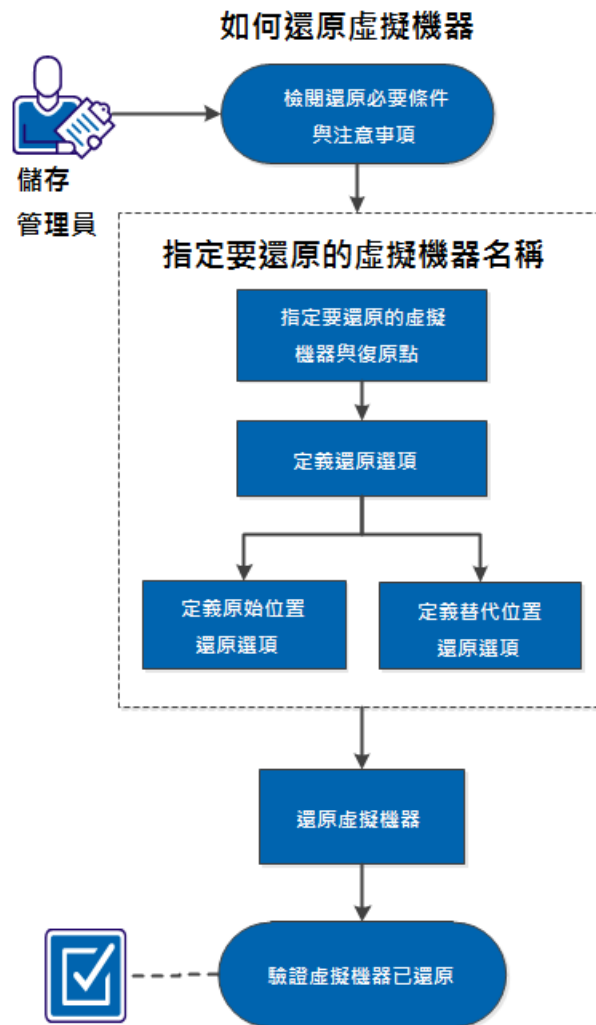 如何還原虛擬機器
檢閱還原必要條件
與注意事項
儲存
管理員
指定要還原的虛擬機器名稱
指定要還原的虛擬
機器與復原點
定義還原選項
定義原始位置
還原選項
定義替代位置
還原選項
還原虛擬機器
驗證虛擬機器已還原